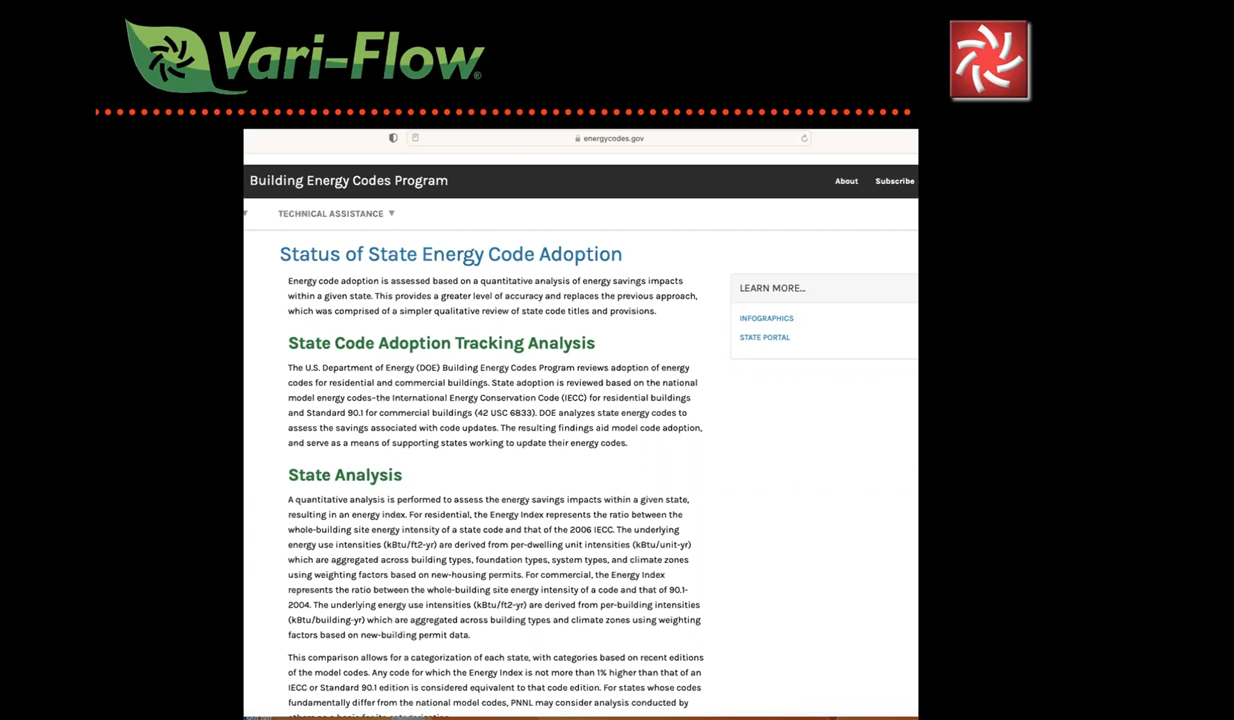 Vari-Flow®
energycodes.gov
Building Energy Codes Program
About
Subscribe
TECHNICAL ASSISTANCE ▼
Status of State Energy Code Adoption
Energy code adoption is assessed based on a quantitative analysis of energy savings impacts
within a given state. This provides a greater level of accuracy and replaces the previous approach,
which was comprised of a simpler qualitative review of state code titles and provisions.
LEARN MORE...
INFOGRAPHICS
STATE PORTAL
State Code Adoption Tracking Analysis
The U.S. Department of Energy (DOE) Building Energy Codes Program reviews adoption of energy
codes for residential and commercial buildings. State adoption is reviewed based on the national
model energy codes–the International Energy Conservation Code (IECC) for residential buildings
and Standard 90.1 for commercial buildings (42 USC 6833). DOE analyzes state energy codes to
assess the savings associated with code updates. The resulting findings aid model code adoption,
and serve as a means of supporting states working to update their energy codes.
State Analysis
A quantitative analysis is performed to assess the energy savings impacts within a given state,
resulting in an energy index. For residential, the Energy Index represents the ratio between the
whole-building site energy intensity of a state code and that of the 2006 IECC. The underlying
energy use intensities (kBtu/ft2-yr) are derived from per-dwelling unit intensities (kBtu/unit-yr)
which are aggregated across building types, foundation types, system types, and climate zones
using weighting factors based on new-housing permits. For commercial, the Energy Index
represents the ratio between the whole-building site energy intensity of a code and that of 90.1-
2004. The underlying energy use intensities (kBtu/ft2-yr) are derived from per-building intensities
(kBtu/building-yr) which are aggregated across building types and climate zones using weighting
factors based on new-building permit data.
This comparison allows for a categorization of each state, with categories based on recent editions
of the model codes. Any code for which the Energy Index is not more than 1% higher than that of an
IECC or Standard 90.1 edition is considered equivalent to that code edition. For states whose codes
fundamentally differ from the national model codes, PNNL may consider analysis conducted by